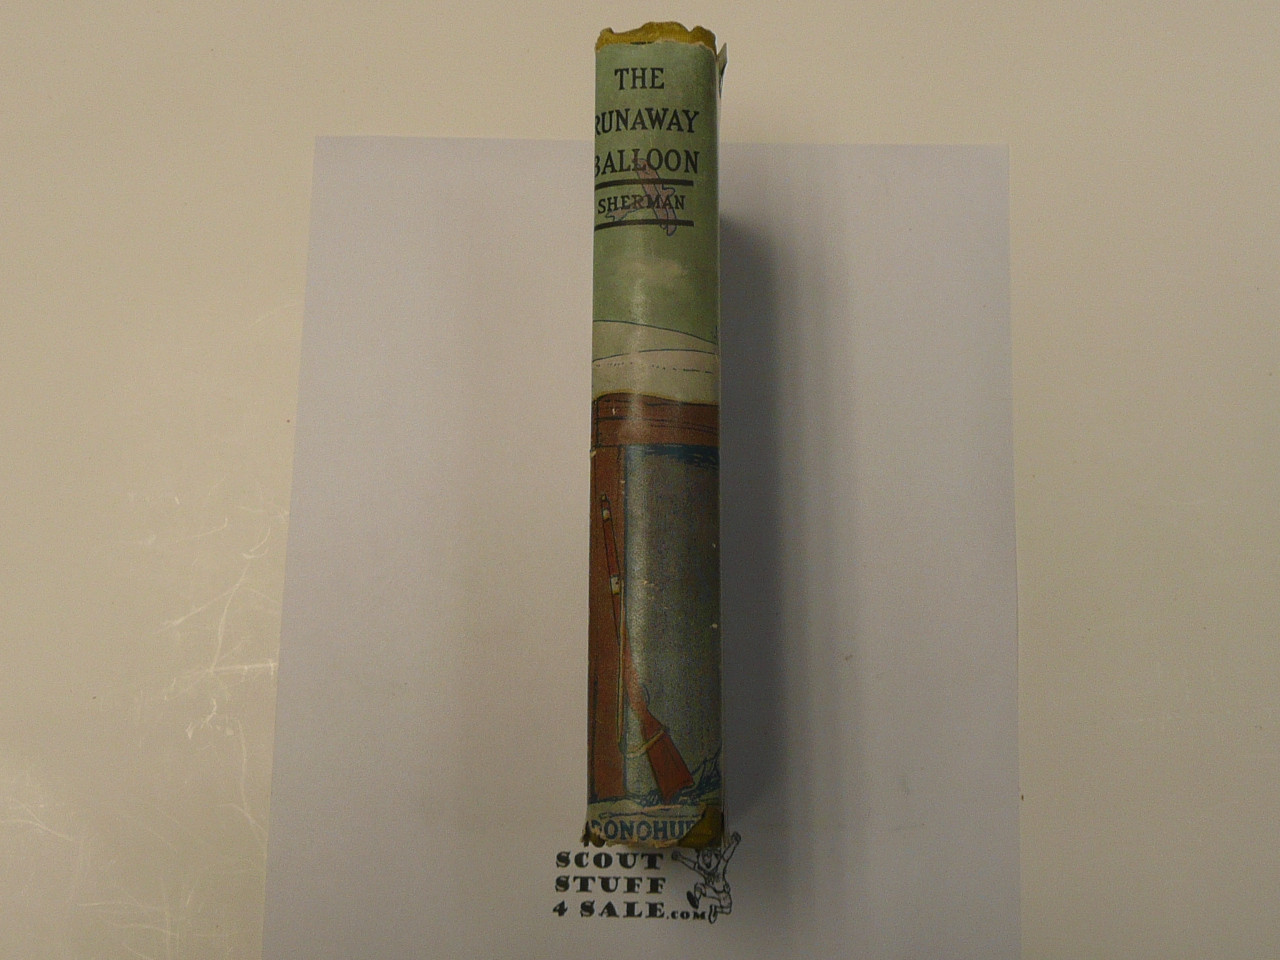 THE
RUNAWAY
BALLOON
SHERMAN
DONOHUE
SCOUT
STUFF
4 SALE.COM